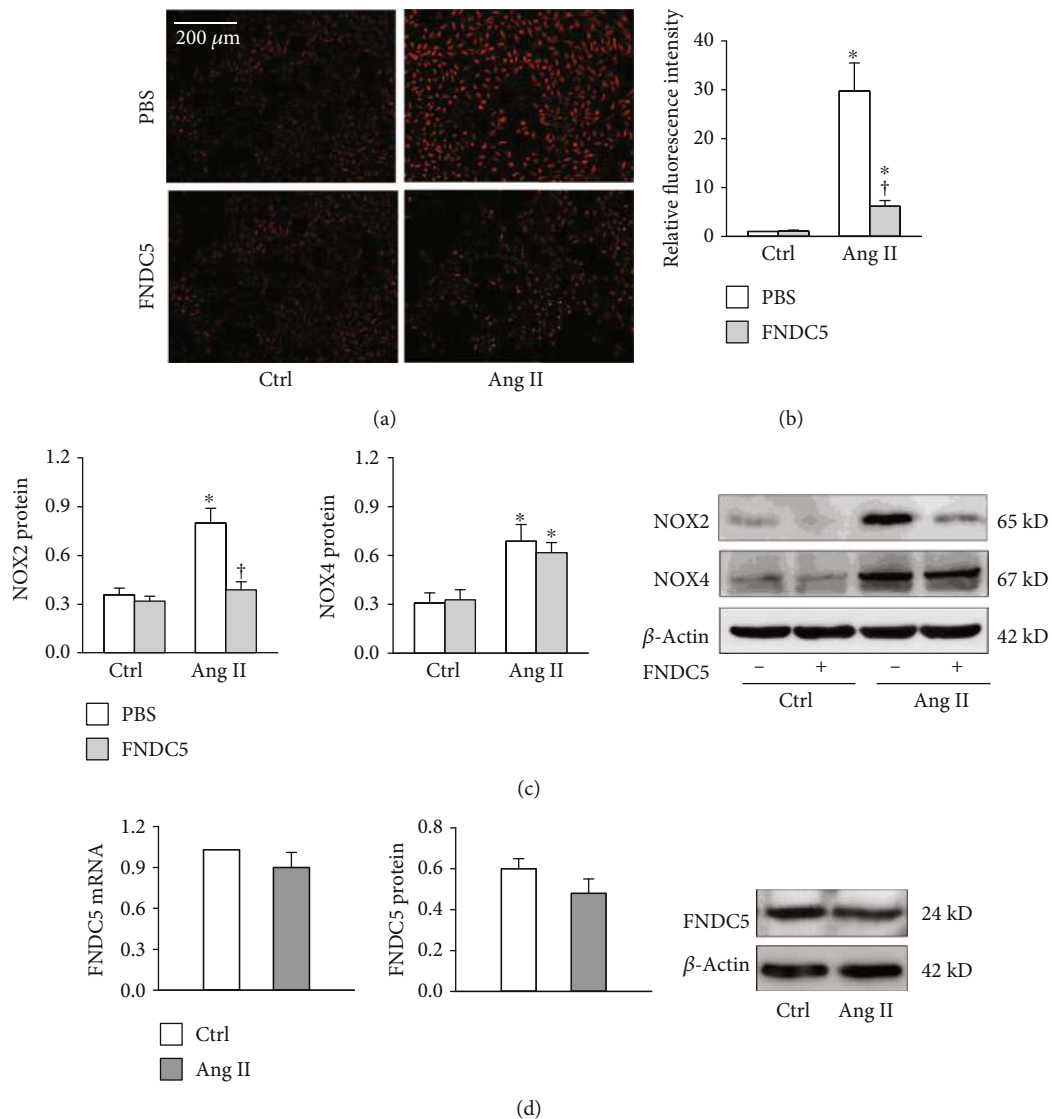 200 μm
PBS
FNDC5
Ctrl
Ang II
(a)
Relative fluorescence intensity
40
30
20
10
0
*
*
†
Ctrl
Ang II
PBS
FNDC5
(b)
NOX2 protein
1.2
0.9
0.6
0.3
0.0
*
†
Ctrl
Ang II
PBS
FNDC5
NOX4 protein
1.2
0.9
0.6
0.3
0.0
*
*
Ctrl
Ang II
NOX2
65 kD
NOX4
67 kD
β-Actin
42 kD
FNDC5 − + − +
Ctrl
Ang II
(c)
FNDC5 mRNA
1.2
0.9
0.6
0.3
0.0
Ctrl
Ang II
FNDC5 protein
0.8
0.6
0.4
0.2
0.0
FNDC5
24 kD
β-Actin
42 kD
Ctrl
Ang II
(d)